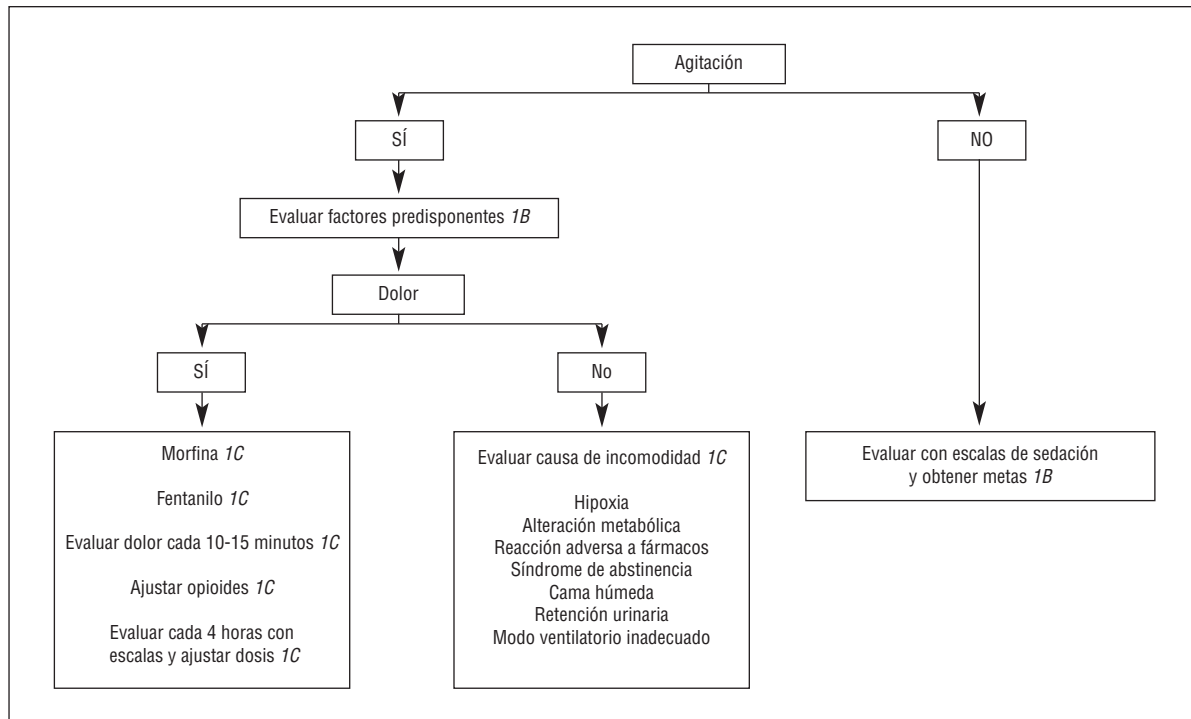 Agitación
SÍ
NO
Evaluar factores predisponentes 1B
Dolor
SÍ
No
Morfina 1C
Fentanilo 1C
Evaluar dolor cada 10-15 minutos 1C
Ajustar opioides 1C
Evaluar cada 4 horas con
escalas y ajustar dosis 1C
Evaluar causa de incomodidad 1C
Hipoxia
Alteración metabólica
Reacción adversa a fármacos
Síndrome de abstinencia
Cama húmeda
Retención urinaria
Modo ventilatorio inadecuado
Evaluar con escalas de sedación
y obtener metas 1B